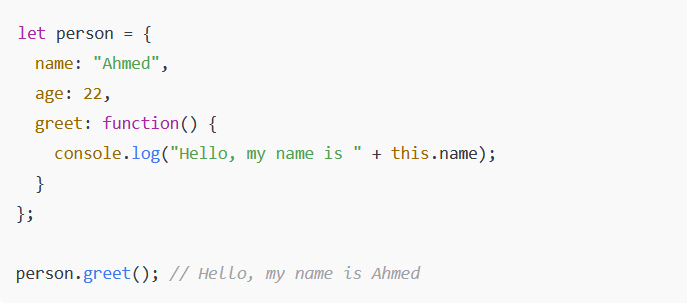 let person = {
  name: "Ahmed",
  age: 22,
  greet: function() {
    console.log("Hello, my name is " + this.name);
  }
};

person.greet(); // Hello, my name is Ahmed